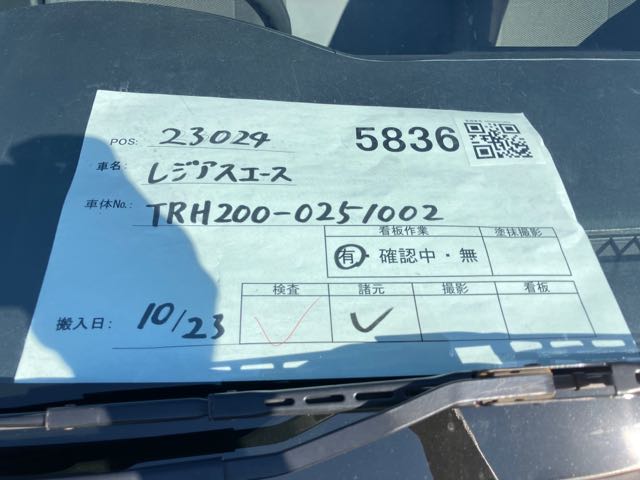 POS: 23024 5836
車名: レジアスエース
車体No.: TRH200-0251002
看板作業 塗抹撮影
有・確認中・無
検査 諸元 撮影 看板
搬入日: 10/23 ✓ ✓